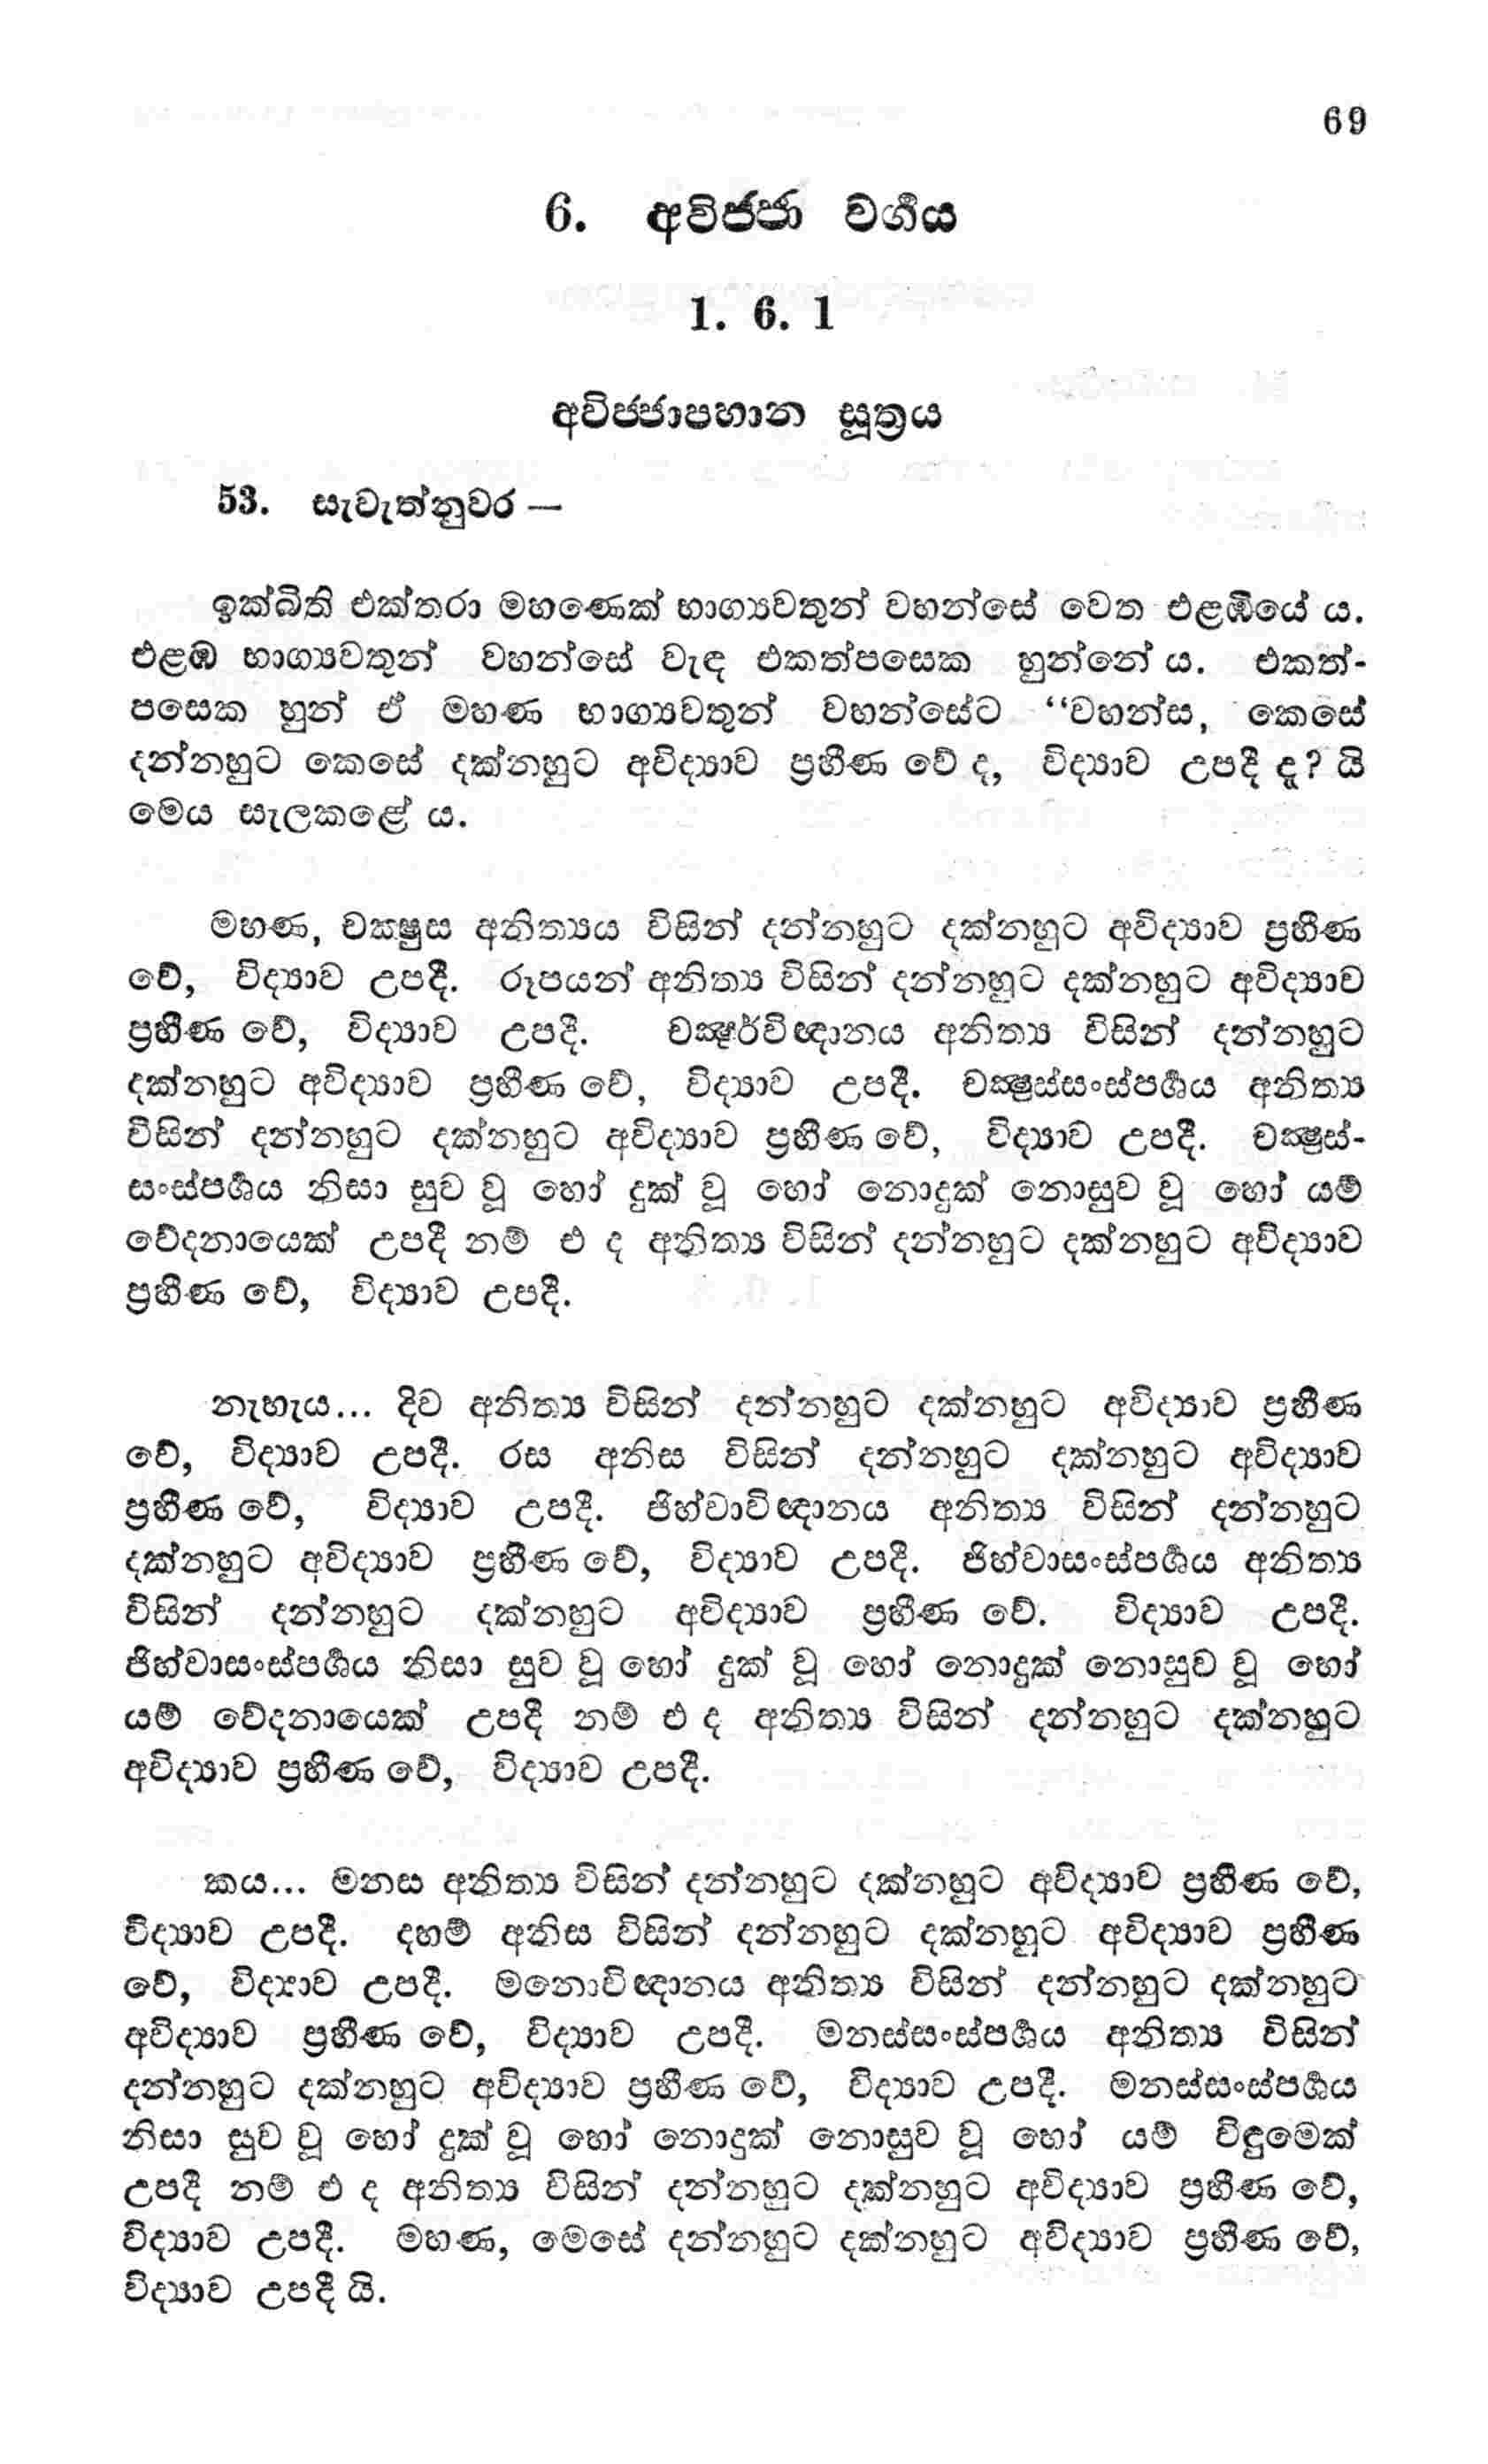 69
6. අවිජ්ජා වර්‍ගය
1. 6. 1
අවිජ්ජාපහාන සූත්‍රය
53. සැවැත්නුවර —
ඉක්බිති එක්තරා මහණෙක් භාග්‍යවතුන් වහන්සේ වෙත එළඹියේ ය.
එළඹ භාග්‍යවතුන් වහන්සේ වැඳ එකත්පසෙක හුන්නේ ය. එකත්-
පසෙක හුන් ඒ මහණ භාග්‍යවතුන් වහන්සේට “වහන්ස, කෙසේ
දන්නහුට කෙසේ දක්නහුට අවිද්‍යාව ප්‍රහීණ වේ ද, විද්‍යාව උපදී දැ? යි
මෙය සැලකළේ ය.
මහණ, චක්‍ෂුස අනිත්‍යය විසින් දන්නහුට දක්නහුට අවිද්‍යාව ප්‍රහීණ
වේ, විද්‍යාව උපදී. රූපයන් අනිත්‍ය විසින් දන්නහුට දක්නහුට අවිද්‍යාව
ප්‍රහීණ වේ, විද්‍යාව උපදී. චක්‍ෂුර්විඥානය අනිත්‍ය විසින් දන්නහුට
දක්නහුට අවිද්‍යාව ප්‍රහීණ වේ, විද්‍යාව උපදී. චක්‍ෂුස්සංස්පර්‍ශය අනිත්‍ය
විසින් දන්නහුට දක්නහුට අවිද්‍යාව ප්‍රහීණ වේ, විද්‍යාව උපදී. චක්‍ෂුස්-
සංස්පර්‍ශය නිසා සුව වූ හෝ දුක් වූ හෝ නොදුක් නොසුව වූ හෝ යම්
වේදනායෙක් උපදී නම් එ ද අනිත්‍ය විසින් දන්නහුට දක්නහුට අවිද්‍යාව
ප්‍රහීණ වේ, විද්‍යාව උපදී.
නැහැය... දිව අනිත්‍ය විසින් දන්නහුට දක්නහුට අවිද්‍යාව ප්‍රහීණ
වේ, විද්‍යාව උපදී. රස අනිස විසින් දන්නහුට දක්නහුට අවිද්‍යාව
ප්‍රහීණ වේ, විද්‍යාව උපදී. ජිහ්වාවිඥානය අනිත්‍ය විසින් දන්නහුට
දක්නහුට අවිද්‍යාව ප්‍රහීණ වේ, විද්‍යාව උපදී. ජිහ්වාසංස්පර්‍ශය අනිත්‍ය
විසින් දන්නහුට දක්නහුට අවිද්‍යාව ප්‍රහීණ වේ. විද්‍යාව උපදී.
ජිහ්වාසංස්පර්‍ශය නිසා සුව වූ හෝ දුක් වූ හෝ නොදුක් නොසුව වූ හෝ
යම් වේදනායෙක් උපදී නම් එ ද අනිත්‍ය විසින් දන්නහුට දක්නහුට
අවිද්‍යාව ප්‍රහීණ වේ, විද්‍යාව උපදී.
කය... මනස අනිත්‍ය විසින් දන්නහුට දක්නහුට අවිද්‍යාව ප්‍රහීණ වේ,
විද්‍යාව උපදී. දහම් අනිස විසින් දන්නහුට දක්නහුට අවිද්‍යාව ප්‍රහීණ
වේ, විද්‍යාව උපදී. මනොවිඥානය අනිත්‍ය විසින් දන්නහුට දක්නහුට
අවිද්‍යාව ප්‍රහීණ වේ, විද්‍යාව උපදී. මනස්සංස්පර්‍ශය අනිත්‍ය විසින්
දන්නහුට දක්නහුට අවිද්‍යාව ප්‍රහීණ වේ, විද්‍යාව උපදී. මනස්සංස්පර්‍ශය
නිසා සුව වූ හෝ දුක් වූ හෝ නොදුක් නොසුව වූ හෝ යම් විඳුමෙක්
උපදී නම් එ ද අනිත්‍ය විසින් දන්නහුට දක්නහුට අවිද්‍යාව ප්‍රහීණ වේ,
විද්‍යාව උපදී. මහණ, මෙසේ දන්නහුට දක්නහුට අවිද්‍යාව ප්‍රහීණ වේ,
විද්‍යාව උපදී යි.